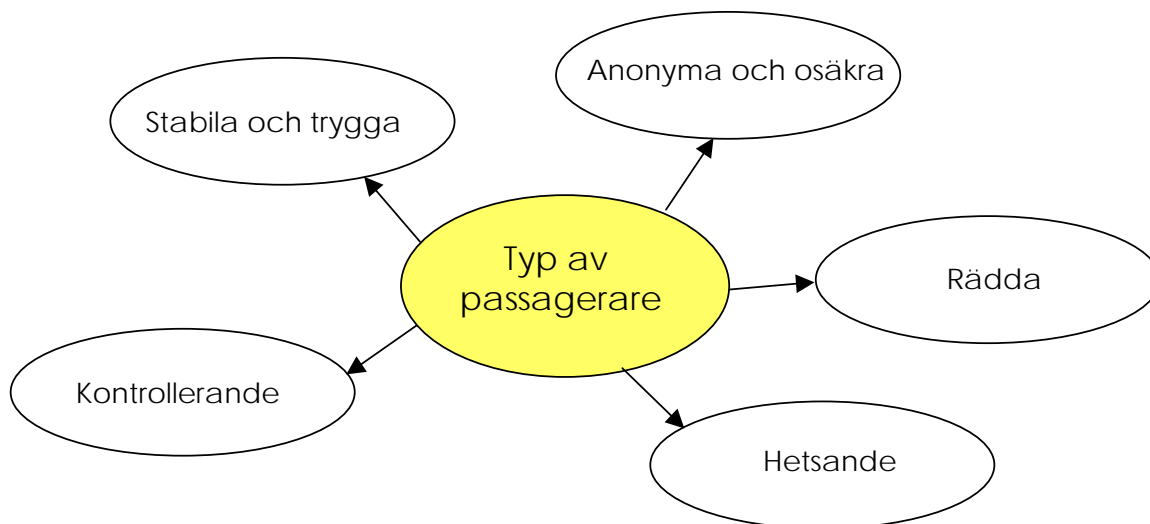 Anonyma och osäkra
Stabila och trygga
Typ av
passagerare
Rädda
Kontrollerande
Hetsande